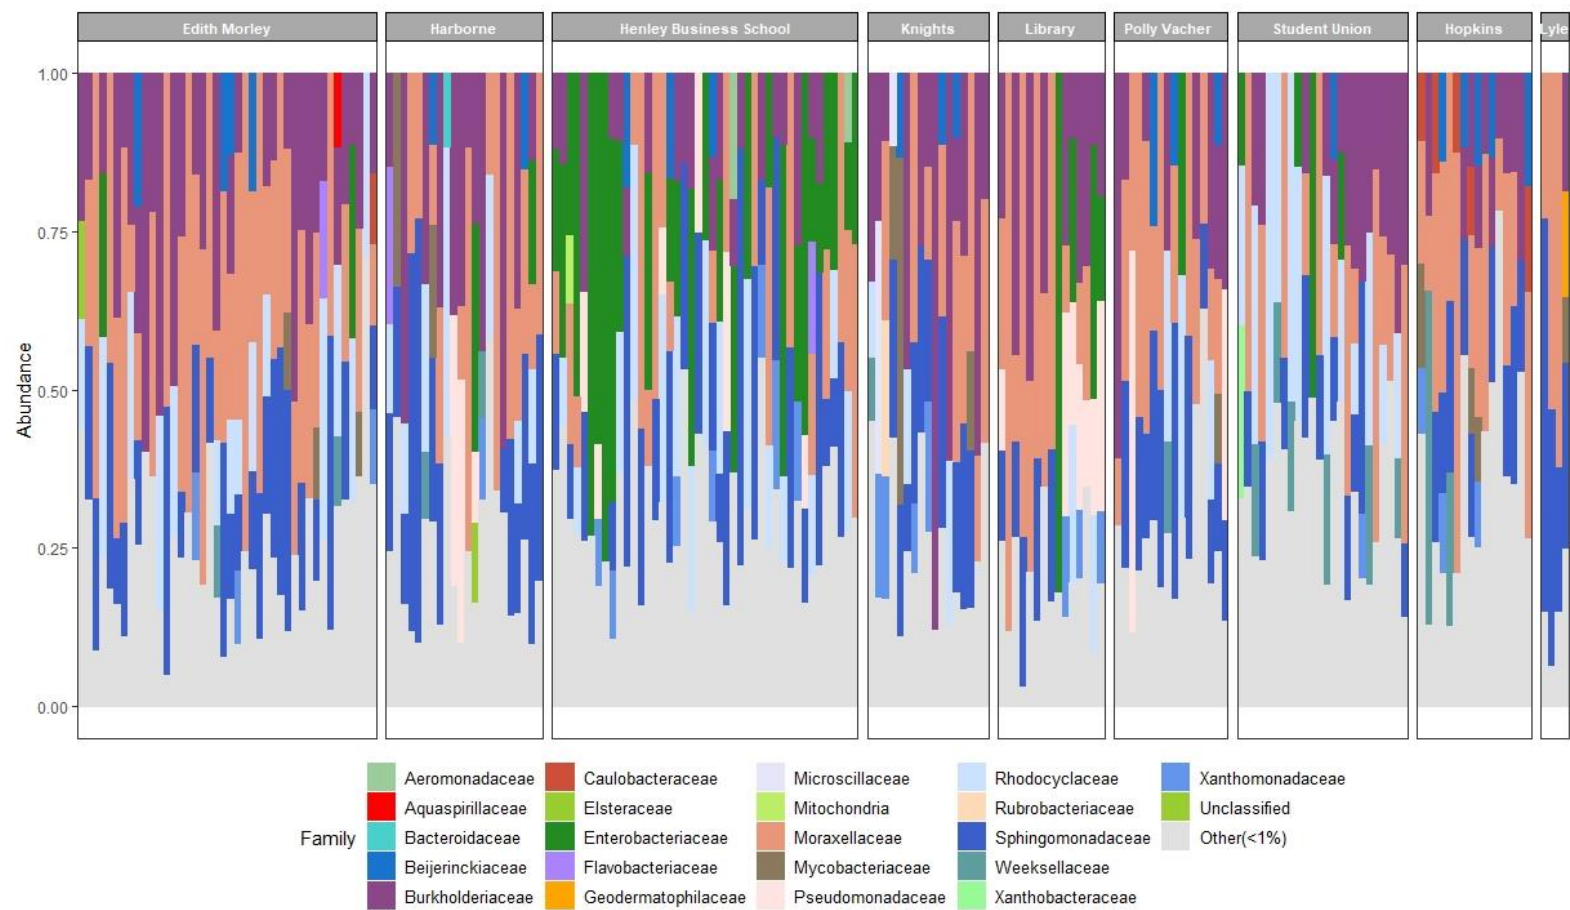 Edith Morley Harborne Henley Business School Knights Library Polly Vacher Student Union Hopkins Lyle
1.00
0.75
0.50
0.25
0.00
Abundance
Family
Aeromonadaceae Caulobacteraceae Microscillaceae Rhodocyclaceae Xanthomonadaceae
Aquaspirillaceae Elsteraceae Mitochondria Rubrobacteriaceae Unclassified
Bacteroidaceae Enterobacteriaceae Moraxellaceae Sphingomonadaceae Other(<1%)
Beijerinckiaceae Flavobacteriaceae Mycobacteriaceae Weeksellaceae
Burkholderiaceae Geodermatophilaceae Pseudomonadaceae Xanthobacteraceae